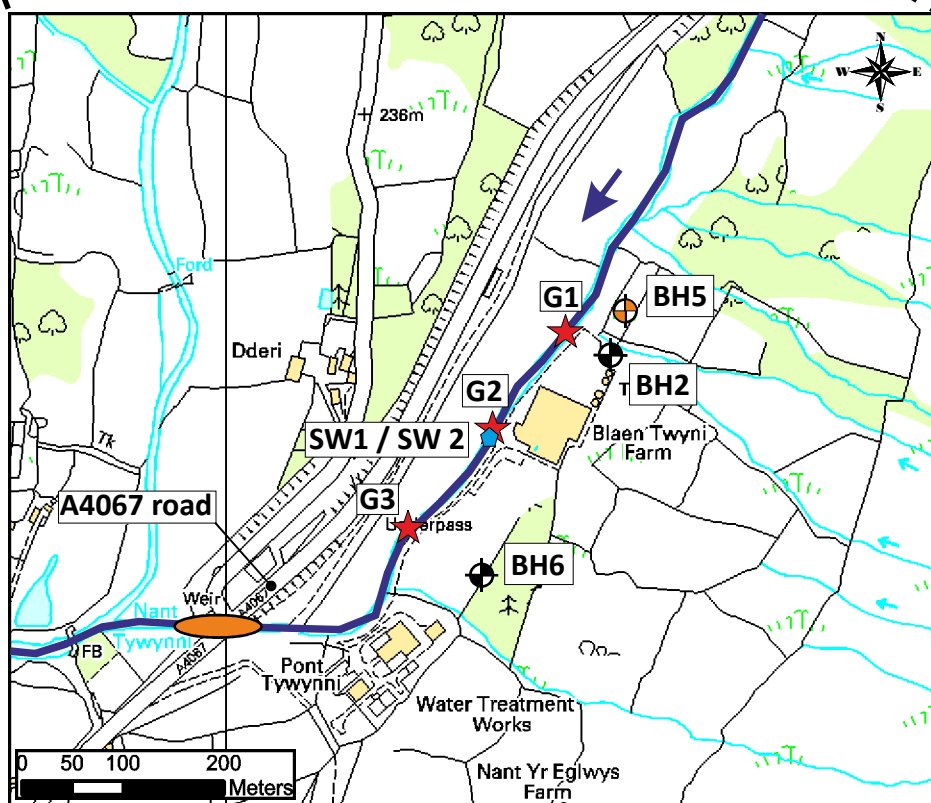 N
W E
S
236m
Ford
G1
BH5
Dderi
G2
BH2
T
SW1 / SW 2
Blaen Twyni
Farm
Tk
A4067 road
G3
BH6
Weir
A4067
Nant
Tywynni
FB
A4067
Pont
Tywynni
Water Treatment
Works
0 50 100 200
Meters
Nant Yr Eglwys
Farm